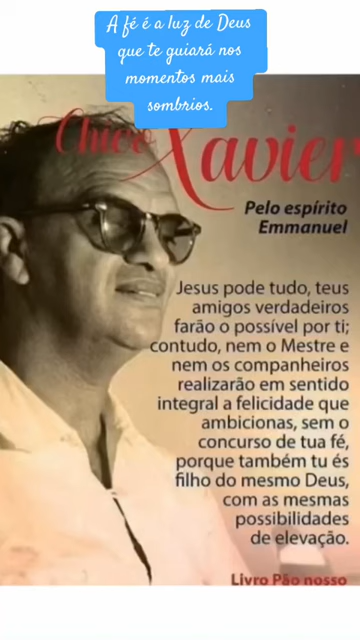 A fé é a luz de Deus
que te guiará nos
momentos mais
sombrios.
Chico Xavier
Pelo espírito
Emmanuel
Jesus pode tudo, teus
amigos verdadeiros
farão o possível por ti;
contudo, nem o Mestre e
nem os companheiros
realizarão em sentido
integral a felicidade que
ambicionas, sem o
concurso de tua fé,
porque também tu és
filho do mesmo Deus,
com as mesmas
possibilidades
de elevação.
Livro Pão nosso